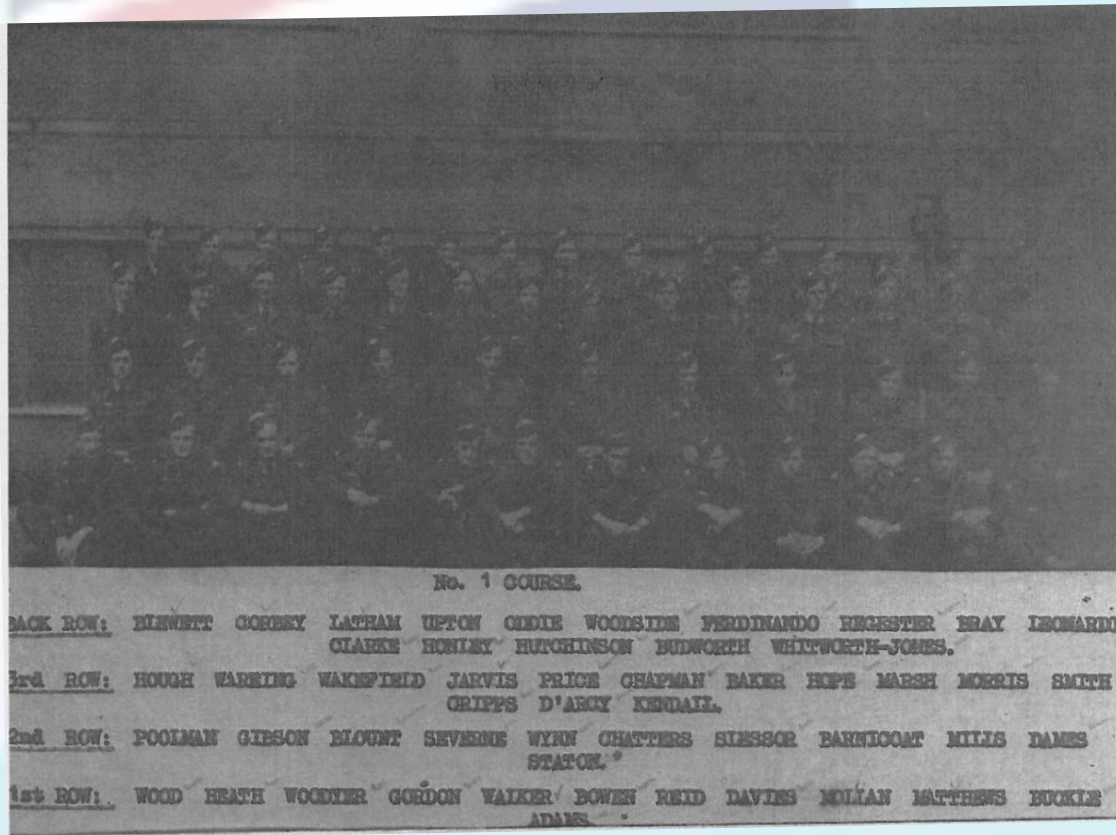 No. 1 COURSE.
BACK ROW: BLEWETT CORBEY LATHAM UPTON ODDIE WOODSIDE FERDINANDO REGESTER BRAY LEONARDO
CLARKE HONLEY HUTCHINSON BUDWORTH WHITWORTH-JONES.
3rd ROW: HOUGH WAREING WAKEFIELD JARVIS PRICE CHAPMAN BAKER HOPE MARSH MORRIS SMITH
CRIPPS D'ARCY KENDALL.
2nd ROW: POOLMAN GIBSON BLOUNT SEVERNE WYNN CHATTERS SLESSOR BARNICOAT MILLS DAMES
STATON.
1st ROW: WOOD HEATH WOODYER GORDON WALKER BOWEN REID DAVIES MOLIAN MATTHEWS BUCKLE
ADAMS.